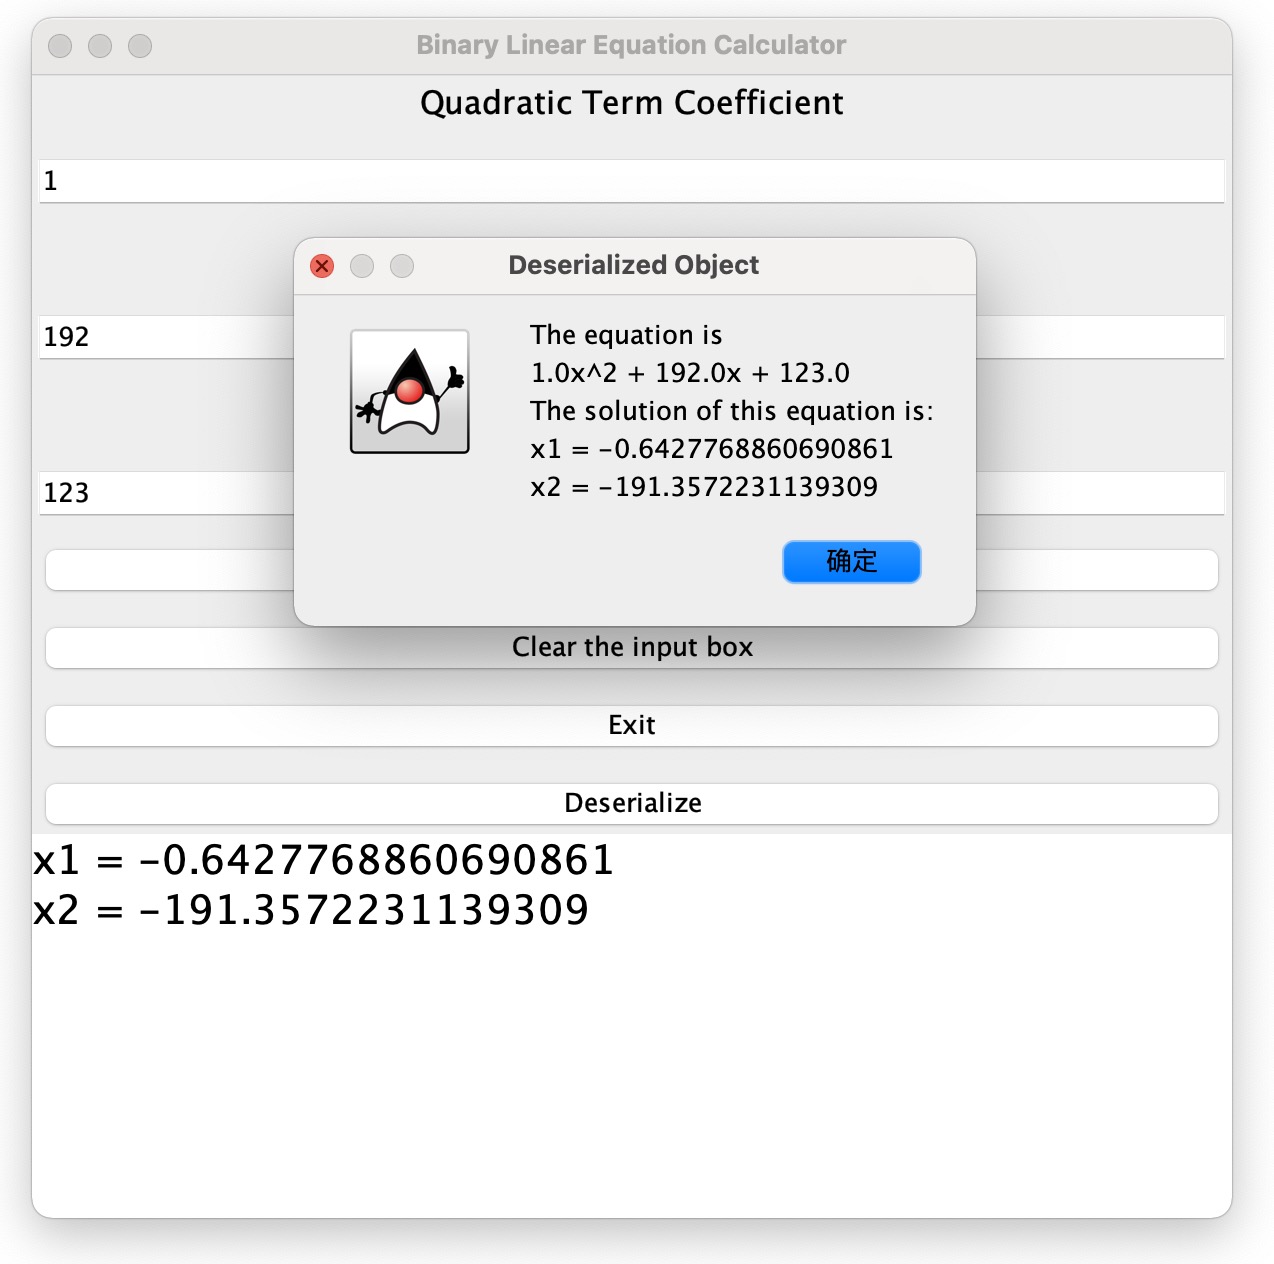 Binary Linear Equation Calculator
Quadratic Term Coefficient
1
192
123
Deserialized Object
The equation is
1.0x^2 + 192.0x + 123.0
The solution of this equation is:
x1 = -0.6427768860690861
x2 = -191.3572231139309
确定
Clear the input box
Exit
Deserialize
x1 = -0.6427768860690861
x2 = -191.3572231139309